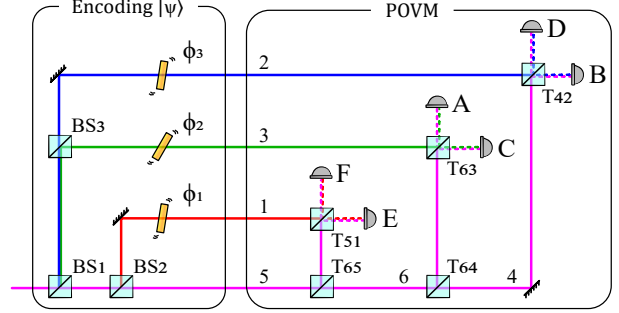 Encoding |ψ⟩
POVM
D
ϕ3
2
B
T42
A
ϕ2
BS3
3
C
T63
F
ϕ1
1
E
T51
BS1
BS2
5
T65
6
T64
4